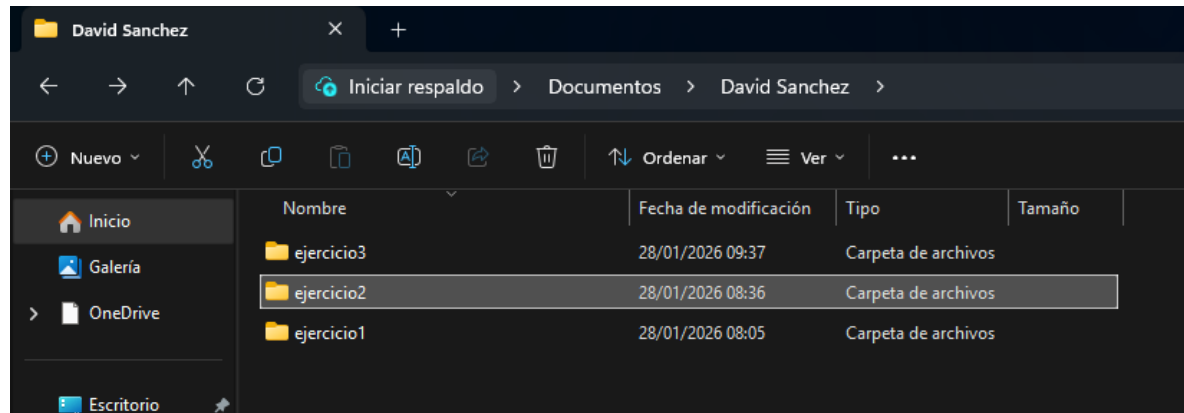 David Sanchez
Iniciar respaldo > Documentos > David Sanchez >
Nuevo Ordenar Ver
Inicio
Galería
OneDrive
Escritorio
Nombre Fecha de modificación Tipo Tamaño
ejercicio3 28/01/2026 09:37 Carpeta de archivos
ejercicio2 28/01/2026 08:36 Carpeta de archivos
ejercicio1 28/01/2026 08:05 Carpeta de archivos